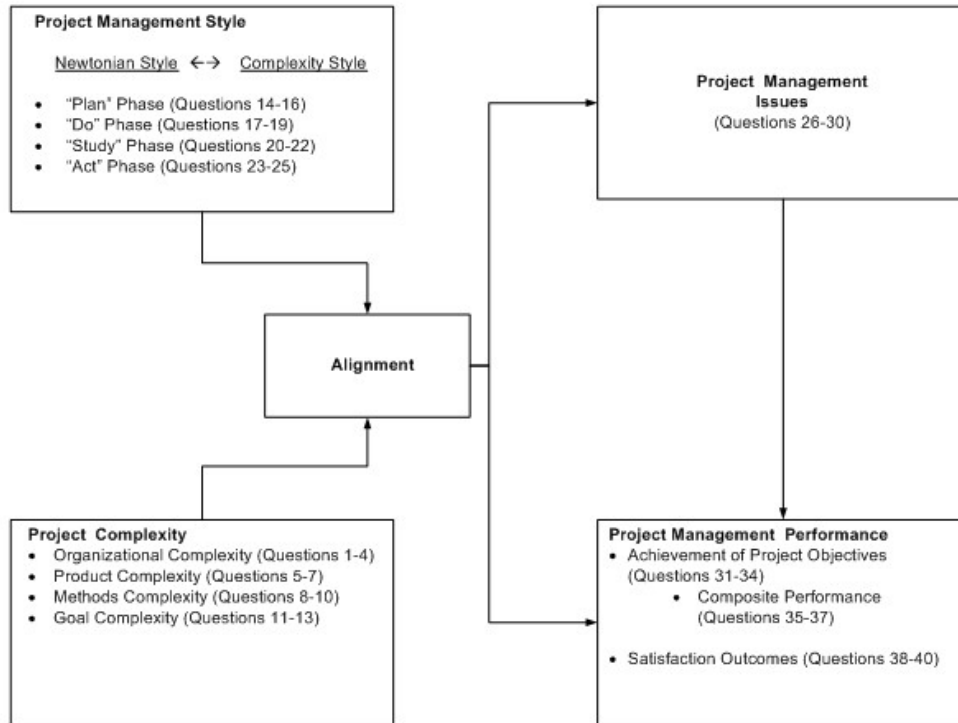 Project Management Style
Newtonian Style ←→ Complexity Style
• “Plan” Phase (Questions 14-16)
• “Do” Phase (Questions 17-19)
• “Study” Phase (Questions 20-22)
• “Act” Phase (Questions 23-25)
Project Management
Issues
(Questions 26-30)
Alignment
Project Complexity
• Organizational Complexity (Questions 1-4)
• Product Complexity (Questions 5-7)
• Methods Complexity (Questions 8-10)
• Goal Complexity (Questions 11-13)
Project Management Performance
• Achievement of Project Objectives
(Questions 31-34)
• Composite Performance
(Questions 35-37)
• Satisfaction Outcomes (Questions 38-40)